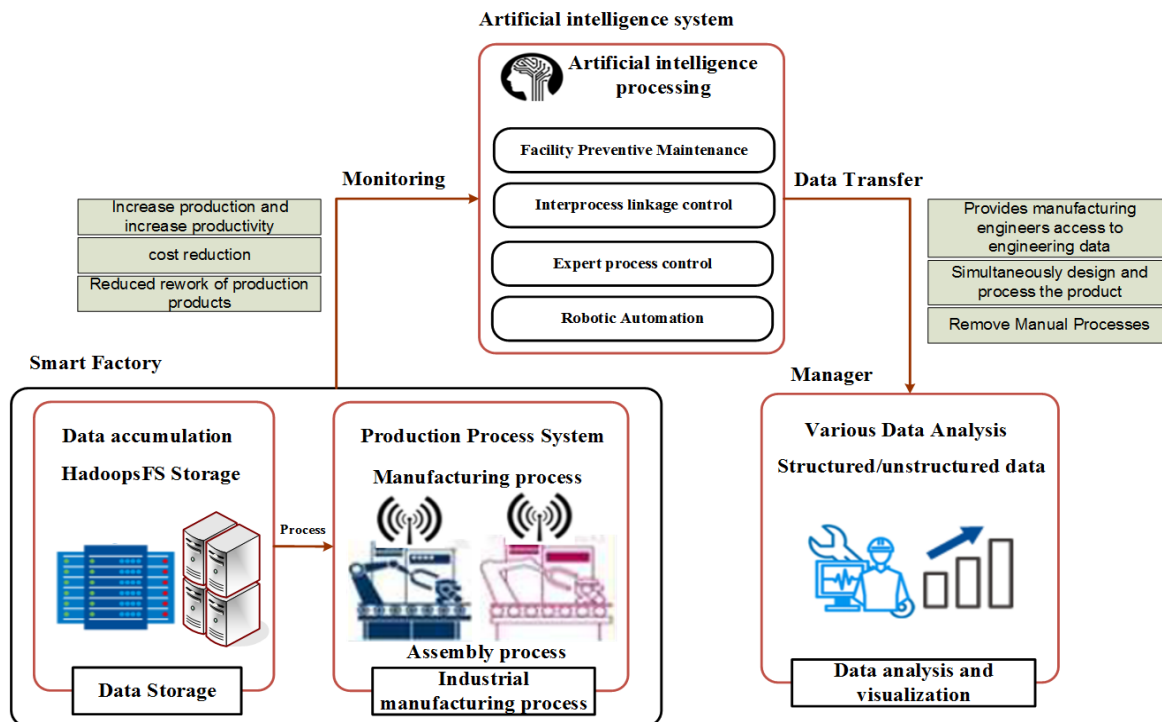 Artificial intelligence system
Artificial intelligence
processing
Facility Preventive Maintenance
Interprocess linkage control
Expert process control
Robotic Automation
Monitoring
Increase production and
increase productivity
cost reduction
Reduced rework of production
products
Data Transfer
Provides manufacturing
engineers access to
engineering data
Simultaneously design and
process the product
Remove Manual Processes
Smart Factory
Data accumulation
HadoopsFS Storage
Data Storage
Process
Production Process System
Manufacturing process
Assembly process
Industrial
manufacturing process
Manager
Various Data Analysis
Structured/unstructured data
Data analysis and
visualization